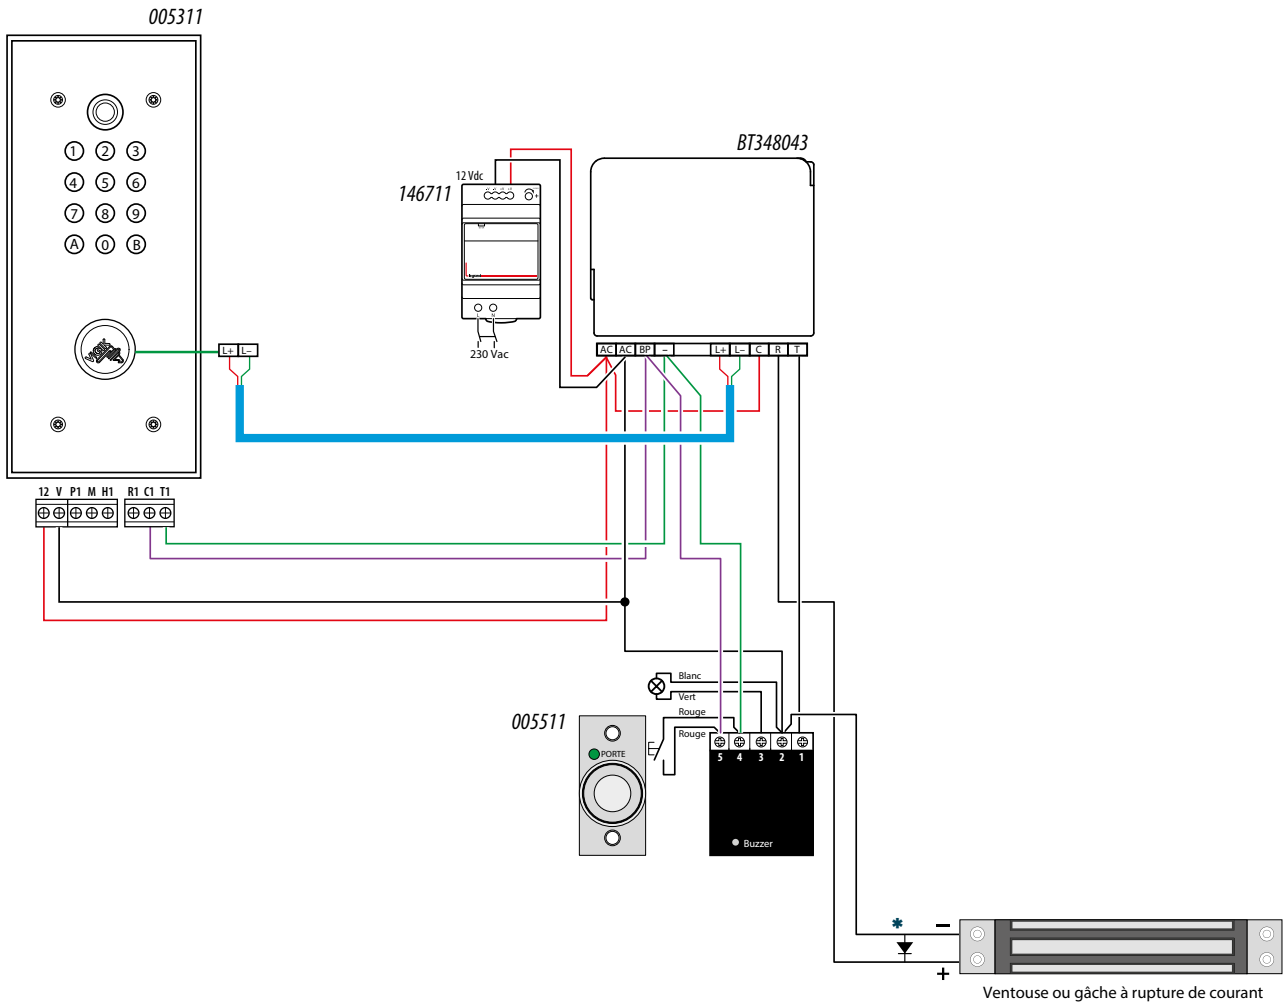 005311
1 2 3
4 5 6
7 8 9
A 0 B
VIGIK
L+ L–
12 V P1 M H1 R1 C1 T1
146711
12 Vdc
L N
230 Vac
BT348043
AC AC BP – L+ L– C R T
005511
PORTE
Blanc
Vert
Rouge
Rouge
5 4 3 2 1
Buzzer
* –
+
Ventouse ou gâche à rupture de courant